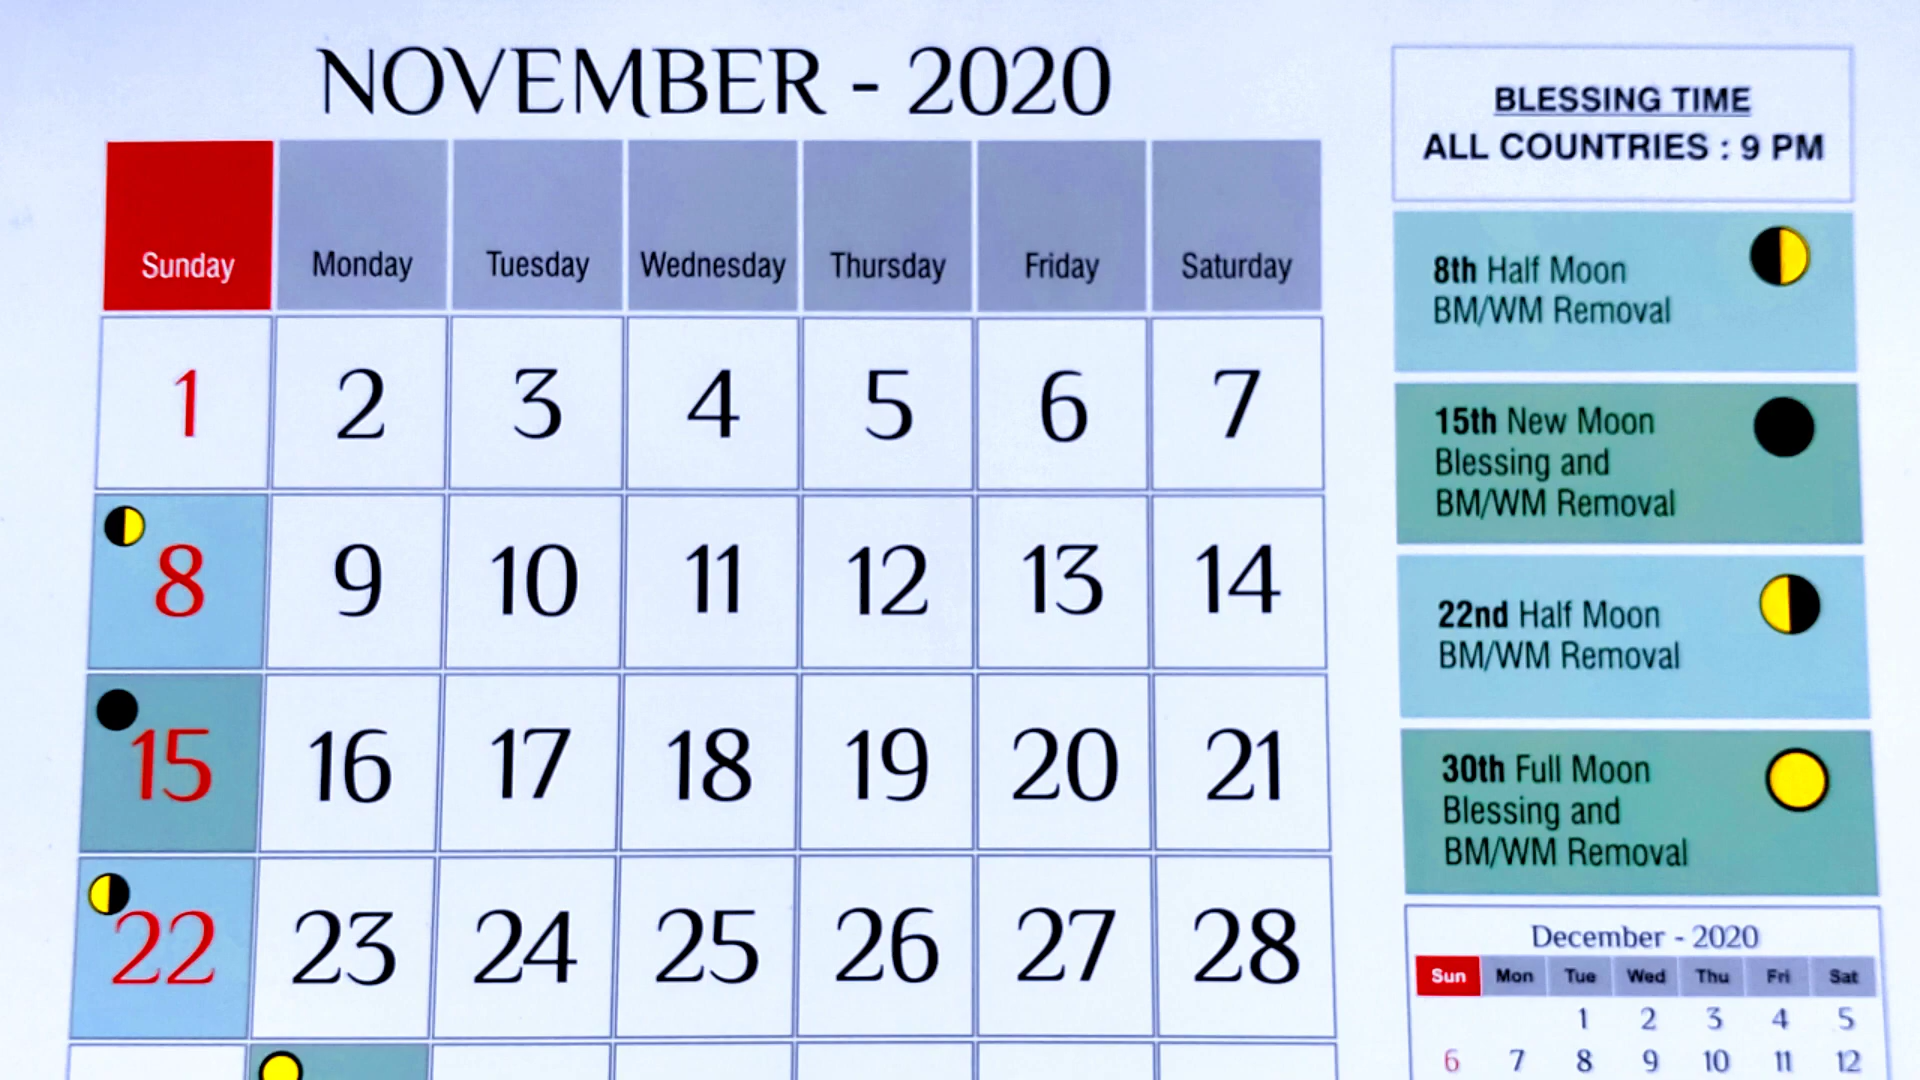 NOVEMBER - 2020
Sunday Monday Tuesday Wednesday Thursday Friday Saturday
1 2 3 4 5 6 7
8 9 10 11 12 13 14
15 16 17 18 19 20 21
22 23 24 25 26 27 28
BLESSING TIME
ALL COUNTRIES : 9 PM
8th Half Moon
BM/WM Removal
15th New Moon
Blessing and
BM/WM Removal
22nd Half Moon
BM/WM Removal
30th Full Moon
Blessing and
BM/WM Removal
December - 2020
Sun Mon Tue Wed Thu Fri Sat
1 2 3 4 5
6 7 8 9 10 11 12